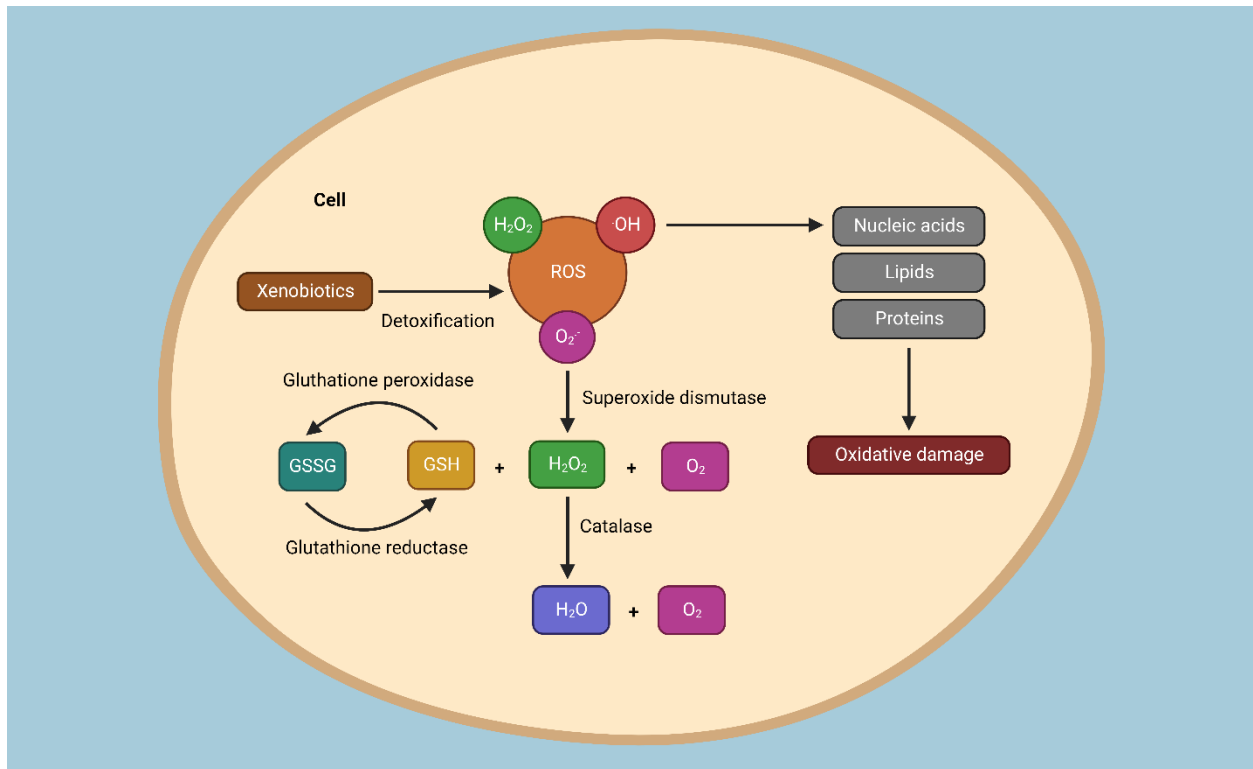 Cell
H₂O₂
·OH
ROS
O₂·⁻
Xenobiotics
Detoxification
Nucleic acids
Lipids
Proteins
Oxidative damage
Superoxide dismutase
Gluthatione peroxidase
GSSG
GSH
+
H₂O₂
+
O₂
Glutathione reductase
Catalase
H₂O
+
O₂